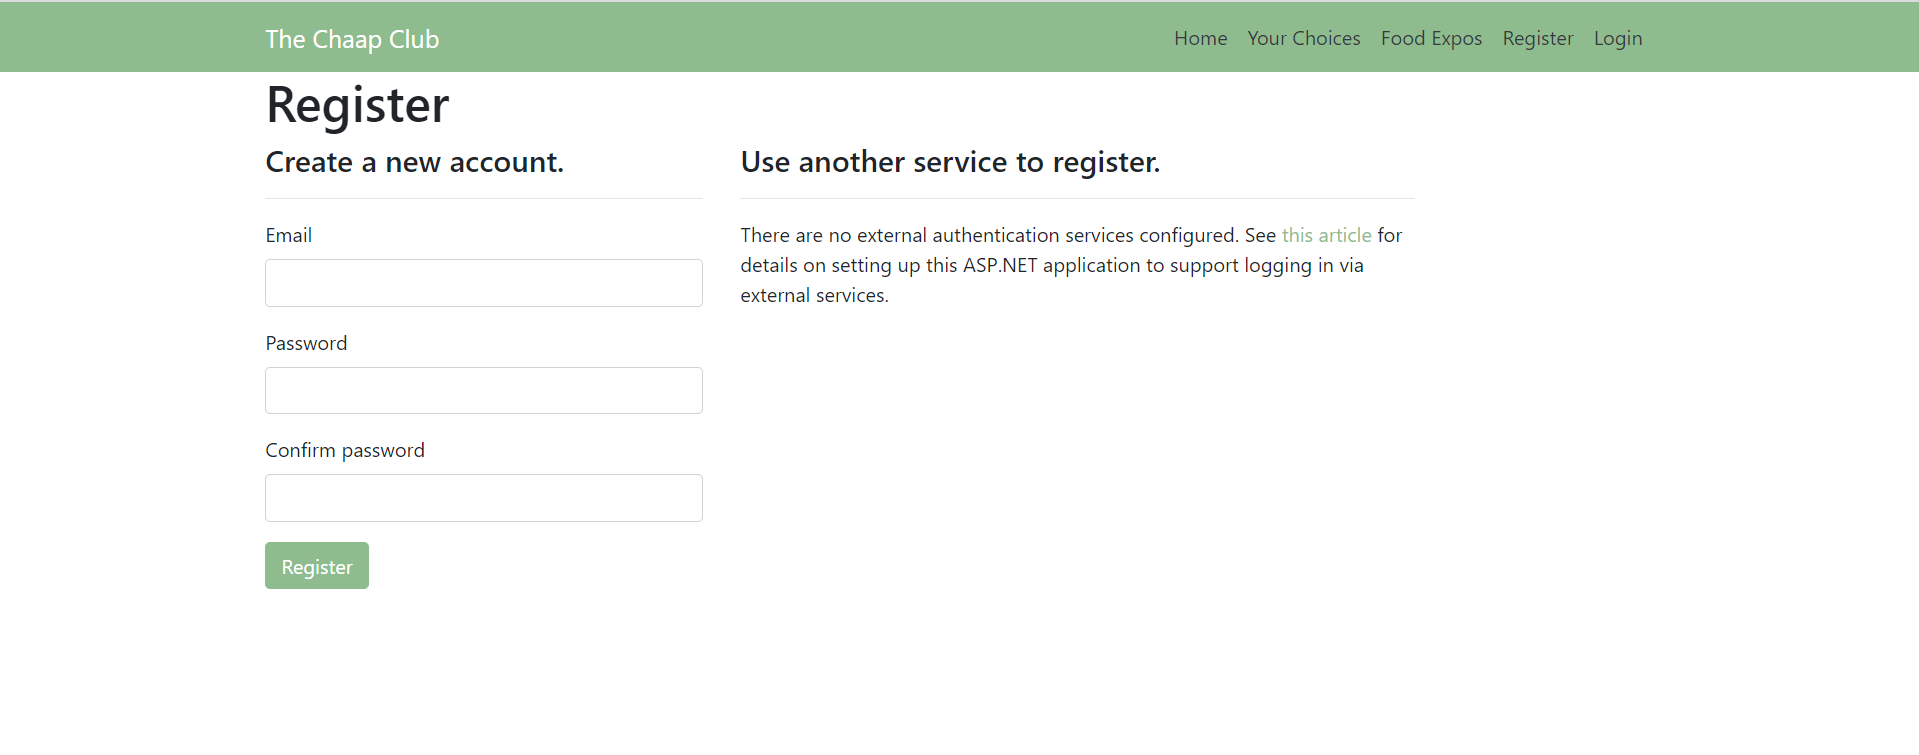 The Chaap Club
Home Your Choices Food Expos Register Login
Register
Create a new account.
Email
Password
Confirm password
Register
Use another service to register.
There are no external authentication services configured. See this article for
details on setting up this ASP.NET application to support logging in via
external services.